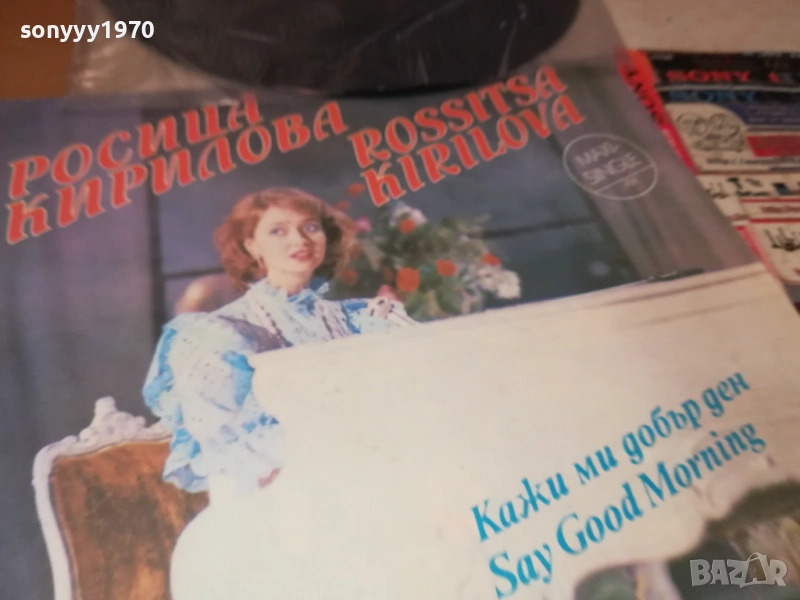 sonyyy1970
РОСИЦА
КИРИЛОВА
ROSSITSA
KIRILOVA
MAXI-
SINGLE
SONY
SONY
Кажи ми добър ден
Say Good Morning
BAZAR